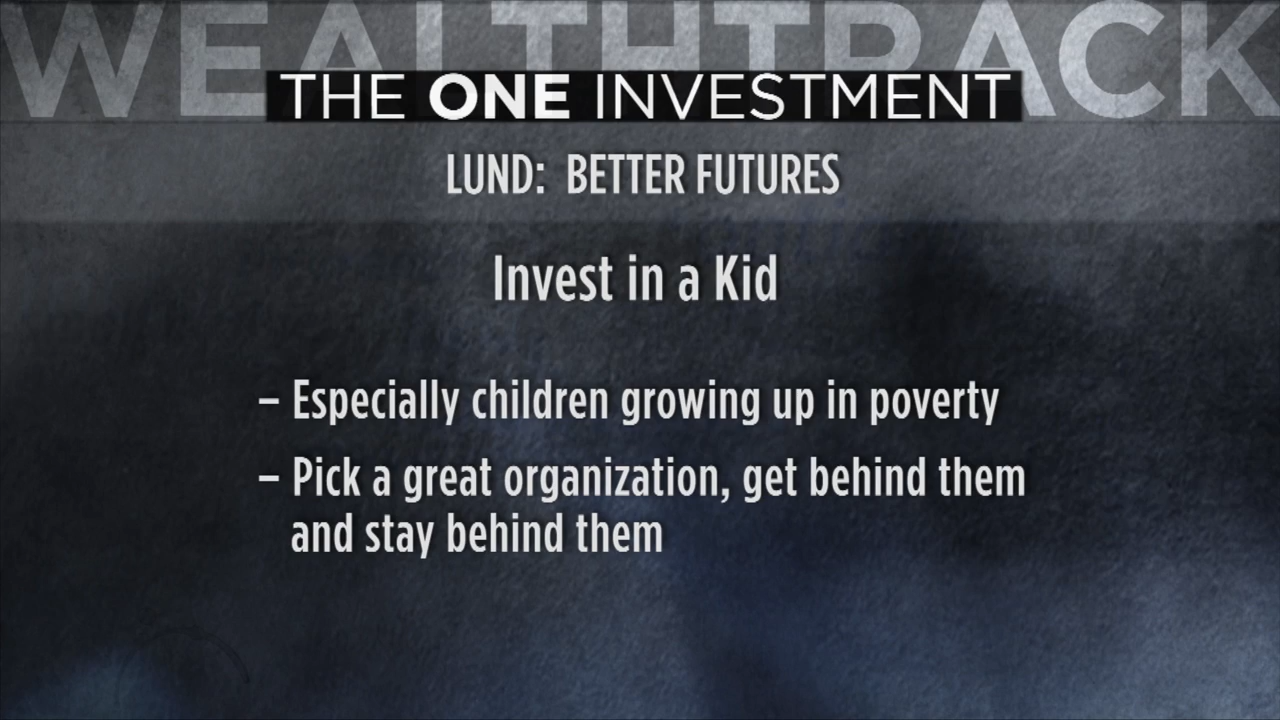 WEALTHTRACK
THE ONE INVESTMENT
LUND: BETTER FUTURES
Invest in a Kid
– Especially children growing up in poverty
– Pick a great organization, get behind them
and stay behind them